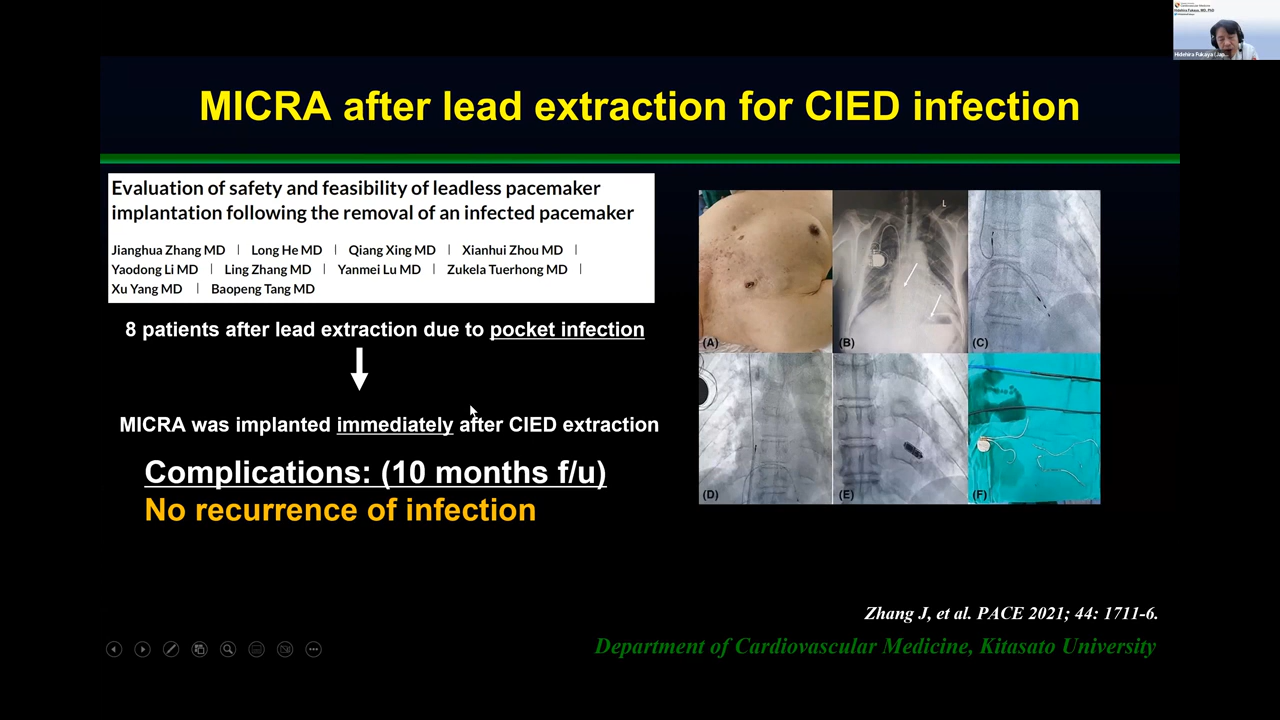 MICRA after lead extraction for CIED infection
Evaluation of safety and feasibility of leadless pacemaker
implantation following the removal of an infected pacemaker
Jianghua Zhang MD | Long He MD | Qiang Xing MD | Xianhui Zhou MD |
Yaodong Li MD | Ling Zhang MD | Yanmei Lu MD | Zukela Tuerhong MD |
Xu Yang MD | Baopeng Tang MD
8 patients after lead extraction due to pocket infection
MICRA was implanted immediately after CIED extraction
Complications: (10 months f/u)
No recurrence of infection
L
(A) (B) (C)
(D) (E) (F)
Zhang J, et al. PACE 2021; 44: 1711-6.
Department of Cardiovascular Medicine, Kitasato University
Hidehira Fukaya (Jap...